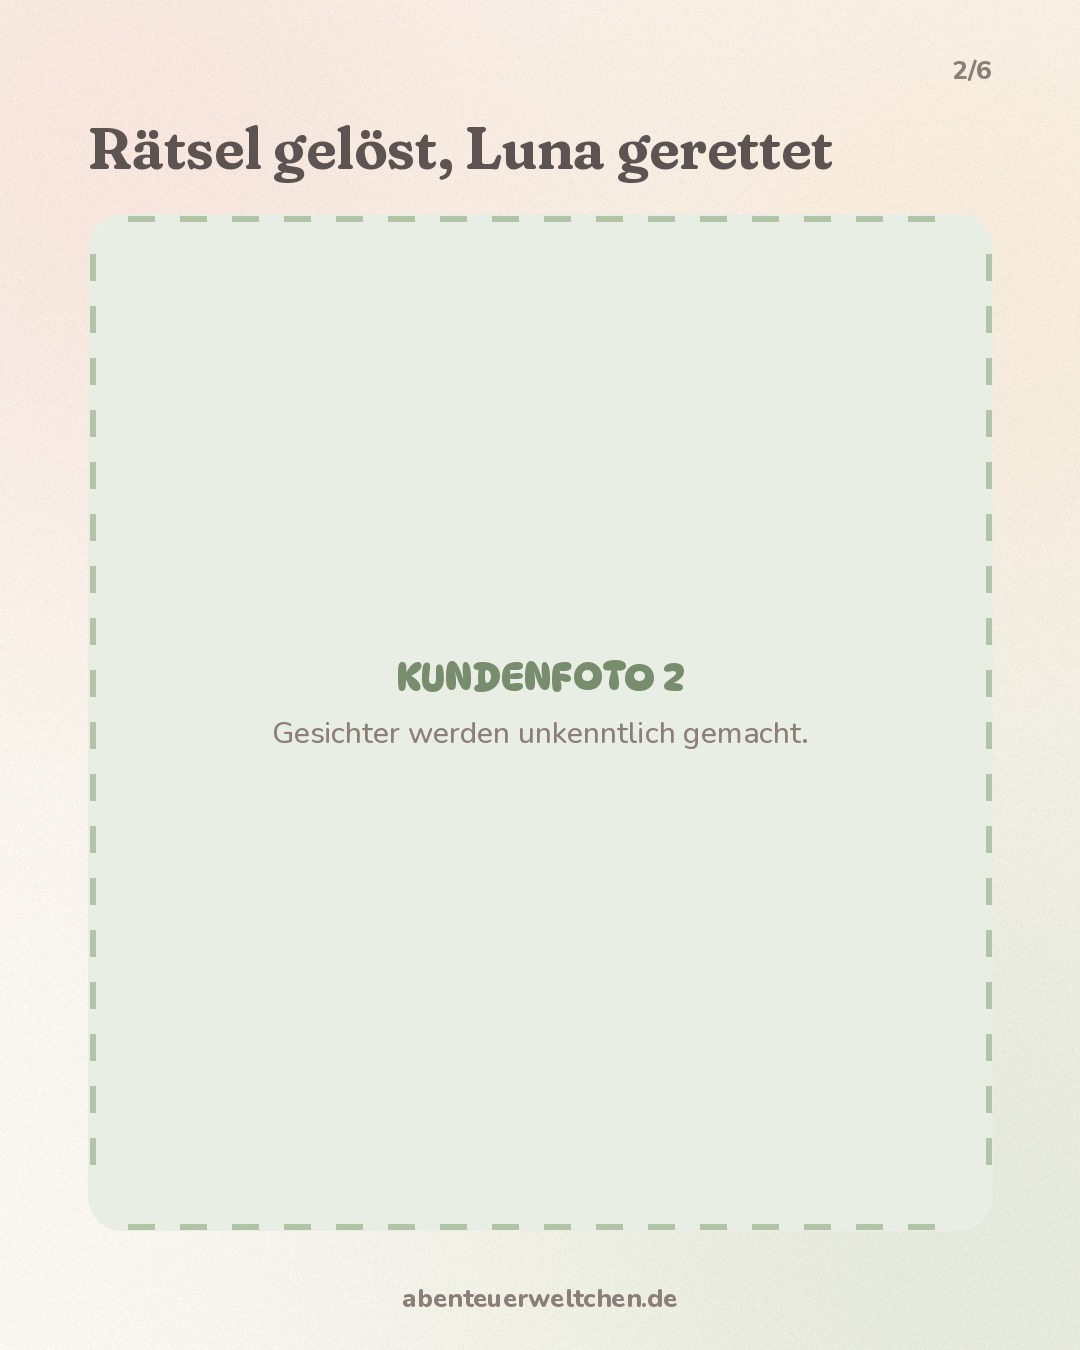 2/6
Rätsel gelöst, Luna gerettet
KUNDENFOTO 2
Gesichter werden unkenntlich gemacht.
abenteuerweltchen.de